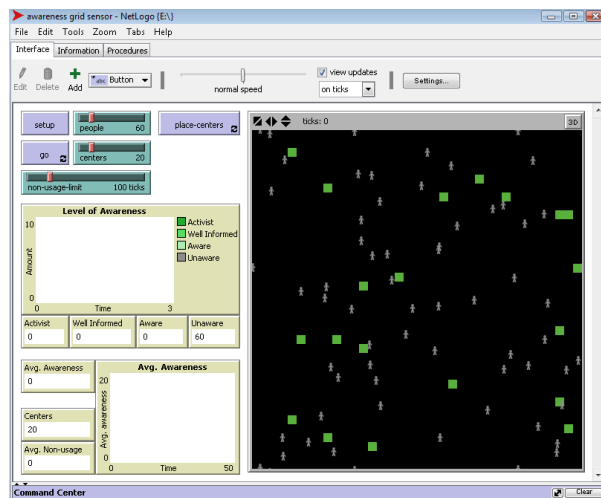 awareness grid sensor - NetLogo {E:\}
File Edit Tools Zoom Tabs Help
Interface Information Procedures
Edit Delete Add abc Button normal speed view updates on ticks Settings...
setup people 60 place-centers
go centers 20
non-usage-limit 100 ticks
ticks: 0 3D
Level of Awareness
10
Amount
0
0 Time 3
Activist
Well Informed
Aware
Unaware
Activist Well Informed Aware Unaware
0 0 0 60
Avg. Awareness
0
Centers
20
Avg. Non-usage
0
Avg. Awareness
20
Avg. awareness
0
0 Time 50
Command Center Clear